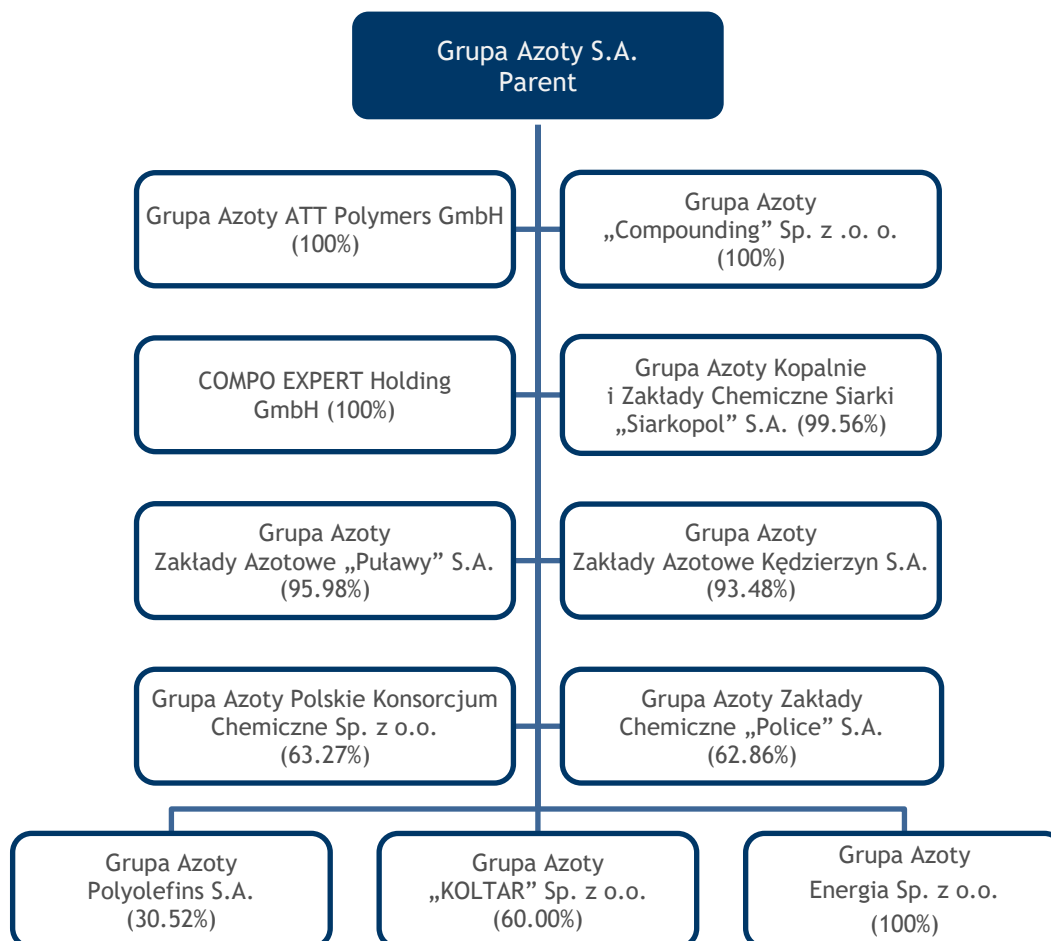 Grupa Azoty S.A.
Parent
Grupa Azoty ATT Polymers GmbH
(100%)
Grupa Azoty
„Compounding” Sp. z .o. o.
(100%)
COMPO EXPERT Holding
GmbH (100%)
Grupa Azoty Kopalnie
i Zakłady Chemiczne Siarki
„Siarkopol” S.A. (99.56%)
Grupa Azoty
Zakłady Azotowe „Puławy” S.A.
(95.98%)
Grupa Azoty
Zakłady Azotowe Kędzierzyn S.A.
(93.48%)
Grupa Azoty Polskie Konsorcjum
Chemiczne Sp. z o.o.
(63.27%)
Grupa Azoty Zakłady
Chemiczne „Police” S.A.
(62.86%)
Grupa Azoty
Polyolefins S.A.
(30.52%)
Grupa Azoty
„KOLTAR” Sp. z o.o.
(60.00%)
Grupa Azoty
Energia Sp. z o.o.
(100%)